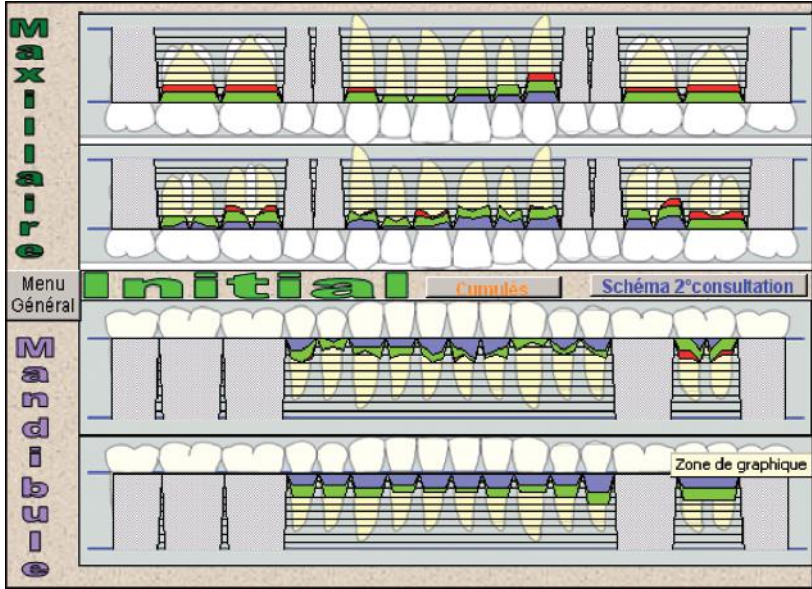 Maxillaire
Menu
Général
Initial
Cumulés
Schéma 2°consultation
Mandibule
Zone de graphique